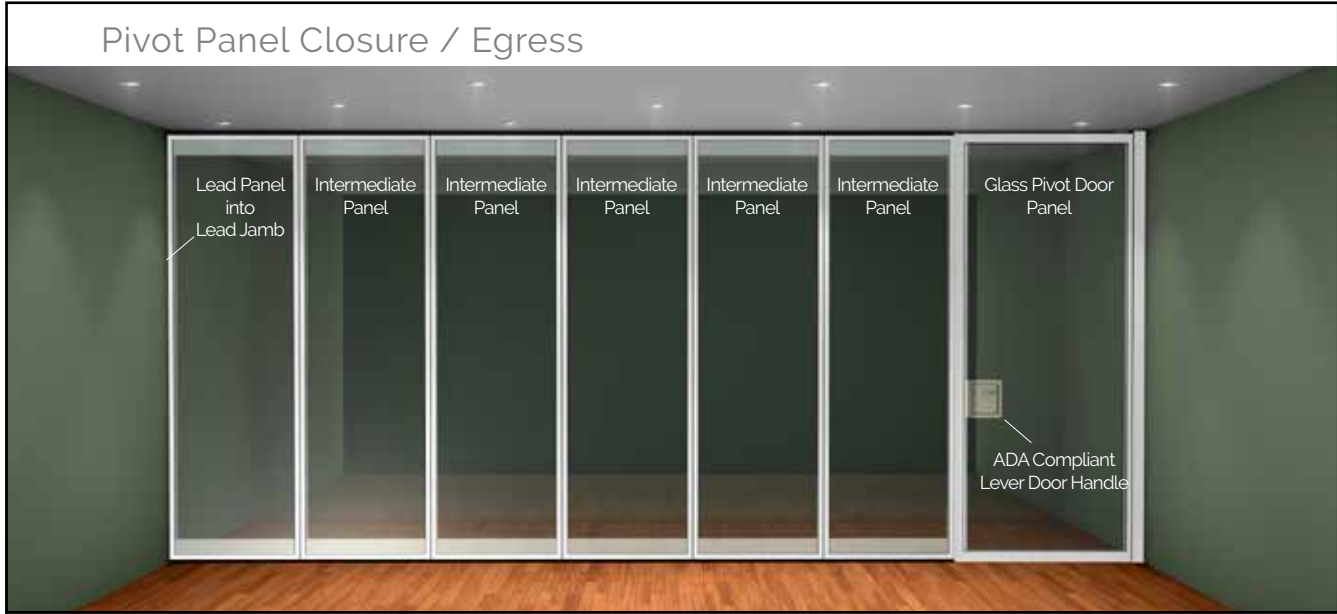 Pivot Panel Closure / Egress
Lead Panel
into
Lead Jamb
Intermediate
Panel
Intermediate
Panel
Intermediate
Panel
Intermediate
Panel
Intermediate
Panel
Glass Pivot Door
Panel
ADA Compliant
Lever Door Handle